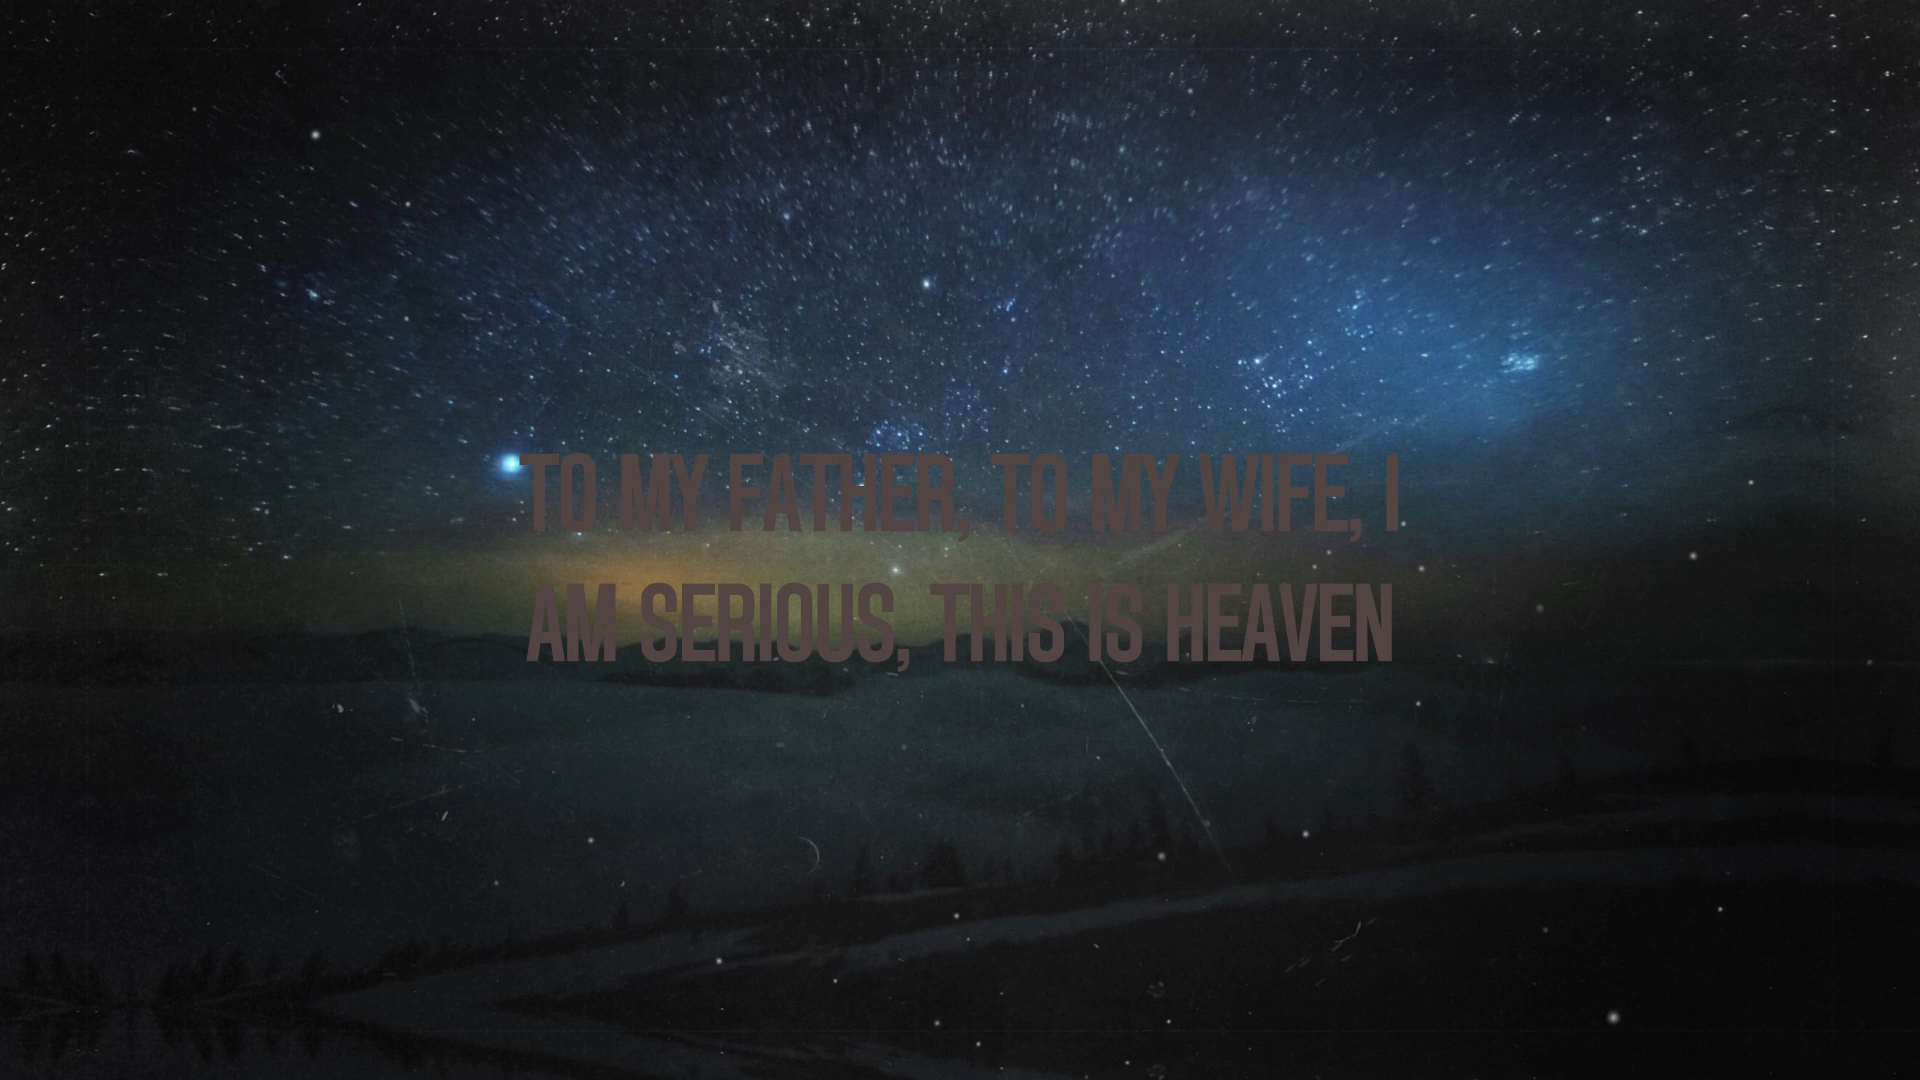 TO MY FATHER, TO MY WIFE, I
AM SERIOUS, THIS IS HEAVEN